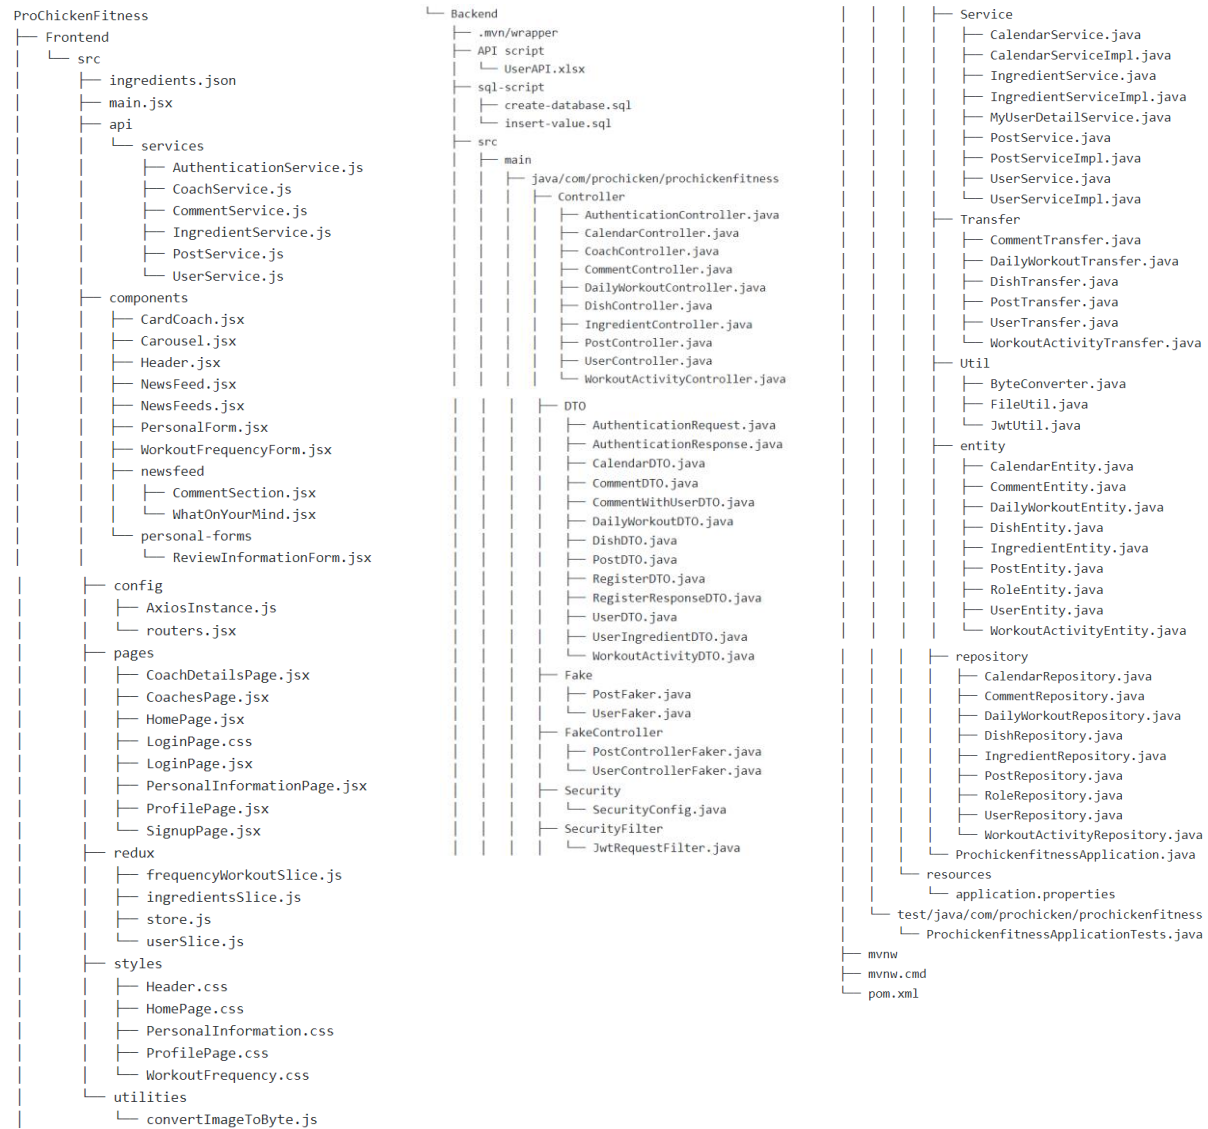 ProChickenFitness
├── Frontend
│   └── src
│       ├── ingredients.json
│       ├── main.jsx
│       ├── api
│       │   └── services
│       │       ├── AuthenticationService.js
│       │       ├── CoachService.js
│       │       ├── CommentService.js
│       │       ├── IngredientService.js
│       │       ├── PostService.js
│       │       └── UserService.js
│       ├── components
│       │   ├── CardCoach.jsx
│       │   ├── Carousel.jsx
│       │   ├── Header.jsx
│       │   ├── NewsFeed.jsx
│       │   ├── NewsFeeds.jsx
│       │   ├── PersonalForm.jsx
│       │   ├── WorkoutFrequencyForm.jsx
│       │   ├── newsfeed
│       │   │   ├── CommentSection.jsx
│       │   │   └── WhatOnYourMind.jsx
│       │   └── personal-forms
│       │       └── ReviewInformationForm.jsx
│       ├── config
│       │   ├── AxiosInstance.js
│       │   └── routers.jsx
│       ├── pages
│       │   ├── CoachDetailsPage.jsx
│       │   ├── CoachesPage.jsx
│       │   ├── HomePage.jsx
│       │   ├── LoginPage.css
│       │   ├── LoginPage.jsx
│       │   ├── PersonalInformationPage.jsx
│       │   ├── ProfilePage.jsx
│       │   └── SignupPage.jsx
│       ├── redux
│       │   ├── frequencyWorkoutSlice.js
│       │   ├── ingredientsSlice.js
│       │   ├── store.js
│       │   └── userSlice.js
│       ├── styles
│       │   ├── Header.css
│       │   ├── HomePage.css
│       │   ├── PersonalInformation.css
│       │   ├── ProfilePage.css
│       │   └── WorkoutFrequency.css
│       └── utilities
│           └── convertImageToByte.js
└── Backend
    ├── .mvn/wrapper
    ├── API script
    │   └── UserAPI.xlsx
    ├── sql-script
    │   ├── create-database.sql
    │   └── insert-value.sql
    ├── src
    │   ├── main
    │   │   ├── java/com/prochicken/prochickenfitness
    │   │   │   ├── Controller
    │   │   │   │   ├── AuthenticationController.java
    │   │   │   │   ├── CalendarController.java
    │   │   │   │   ├── CoachController.java
    │   │   │   │   ├── CommentController.java
    │   │   │   │   ├── DailyWorkoutController.java
    │   │   │   │   ├── DishController.java
    │   │   │   │   ├── IngredientController.java
    │   │   │   │   ├── PostController.java
    │   │   │   │   ├── UserController.java
    │   │   │   │   └── WorkoutActivityController.java
    │   │   │   ├── DTO
    │   │   │   │   ├── AuthenticationRequest.java
    │   │   │   │   ├── AuthenticationResponse.java
    │   │   │   │   ├── CalendarDTO.java
    │   │   │   │   ├── CommentDTO.java
    │   │   │   │   ├── CommentWithUserDTO.java
    │   │   │   │   ├── DailyWorkoutDTO.java
    │   │   │   │   ├── DishDTO.java
    │   │   │   │   ├── PostDTO.java
    │   │   │   │   ├── RegisterDTO.java
    │   │   │   │   ├── RegisterResponseDTO.java
    │   │   │   │   ├── UserDTO.java
    │   │   │   │   ├── UserIngredientDTO.java
    │   │   │   │   └── WorkoutActivityDTO.java
    │   │   │   ├── Fake
    │   │   │   │   ├── PostFaker.java
    │   │   │   │   └── UserFaker.java
    │   │   │   ├── FakeController
    │   │   │   │   ├── PostControllerFaker.java
    │   │   │   │   └── UserControllerFaker.java
    │   │   │   ├── Security
    │   │   │   │   └── SecurityConfig.java
    │   │   │   ├── SecurityFilter
    │   │   │   │   └── JwtRequestFilter.java
    │   │   │   ├── Service
    │   │   │   │   ├── CalendarService.java
    │   │   │   │   ├── CalendarServiceImpl.java
    │   │   │   │   ├── IngredientService.java
    │   │   │   │   ├── IngredientServiceImpl.java
    │   │   │   │   ├── MyUserDetailService.java
    │   │   │   │   ├── PostService.java
    │   │   │   │   ├── PostServiceImpl.java
    │   │   │   │   ├── UserService.java
    │   │   │   │   └── UserServiceImpl.java
    │   │   │   ├── Transfer
    │   │   │   │   ├── CommentTransfer.java
    │   │   │   │   ├── DailyWorkoutTransfer.java
    │   │   │   │   ├── DishTransfer.java
    │   │   │   │   ├── PostTransfer.java
    │   │   │   │   ├── UserTransfer.java
    │   │   │   │   └── WorkoutActivityTransfer.java
    │   │   │   ├── Util
    │   │   │   │   ├── ByteConverter.java
    │   │   │   │   ├── FileUtil.java
    │   │   │   │   └── JwtUtil.java
    │   │   │   ├── entity
    │   │   │   │   ├── CalendarEntity.java
    │   │   │   │   ├── CommentEntity.java
    │   │   │   │   ├── DailyWorkoutEntity.java
    │   │   │   │   ├── DishEntity.java
    │   │   │   │   ├── IngredientEntity.java
    │   │   │   │   ├── PostEntity.java
    │   │   │   │   ├── RoleEntity.java
    │   │   │   │   ├── UserEntity.java
    │   │   │   │   └── WorkoutActivityEntity.java
    │   │   │   ├── repository
    │   │   │   │   ├── CalendarRepository.java
    │   │   │   │   ├── CommentRepository.java
    │   │   │   │   ├── DailyWorkoutRepository.java
    │   │   │   │   ├── DishRepository.java
    │   │   │   │   ├── IngredientRepository.java
    │   │   │   │   ├── PostRepository.java
    │   │   │   │   ├── RoleRepository.java
    │   │   │   │   ├── UserRepository.java
    │   │   │   │   └── WorkoutActivityRepository.java
    │   │   │   └── ProchickenfitnessApplication.java
    │   │   └── resources
    │   │       └── application.properties
    │   └── test/java/com/prochicken/prochickenfitness
    │       └── ProchickenfitnessApplicationTests.java
    ├── mvnw
    ├── mvnw.cmd
    └── pom.xml